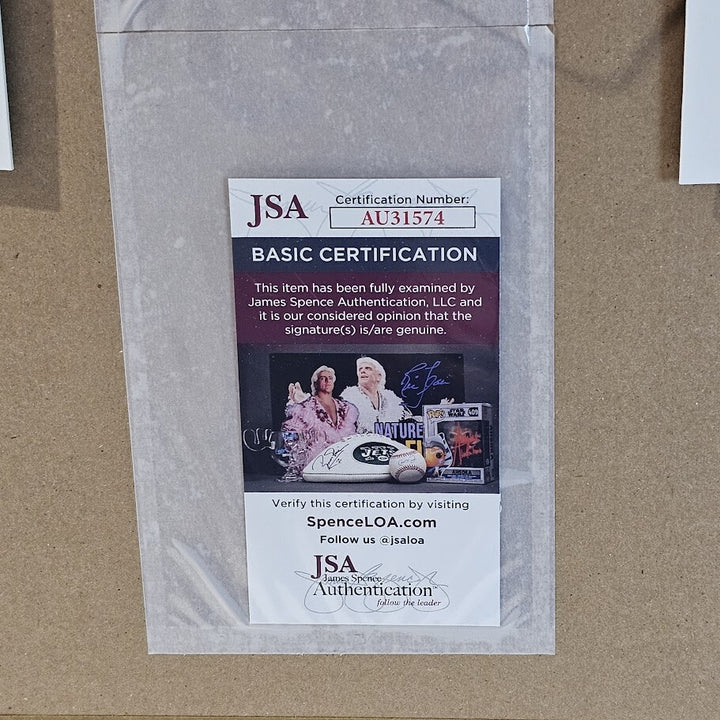 JSA
Certification Number:
AU31574
BASIC CERTIFICATION
This item has been fully examined by
James Spence Authentication, LLC and
it is our considered opinion that the
signature(s) is/are genuine.
NATURE
JETS
STAR WARS
Verify this certification by visiting
SpenceLOA.com
Follow us @jsaloa
JSA
James Spence
Authentication™
follow the leader